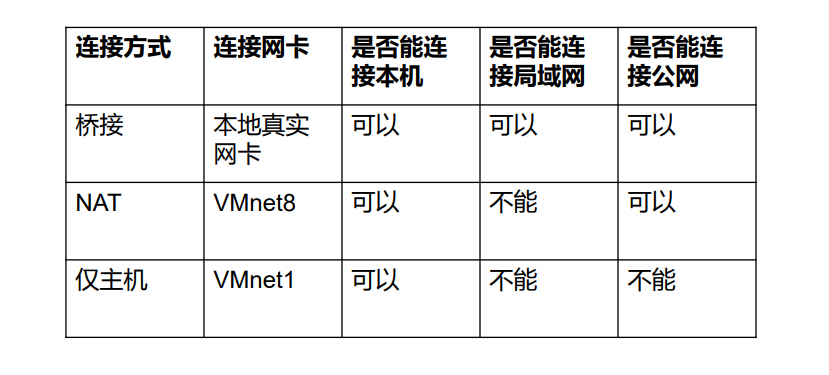 连接方式 连接网卡 是否能连接本机 是否能连接局域网 是否能连接公网
桥接 本地真实网卡 可以 可以 可以
NAT VMnet8 可以 不能 可以
仅主机 VMnet1 可以 不能 不能